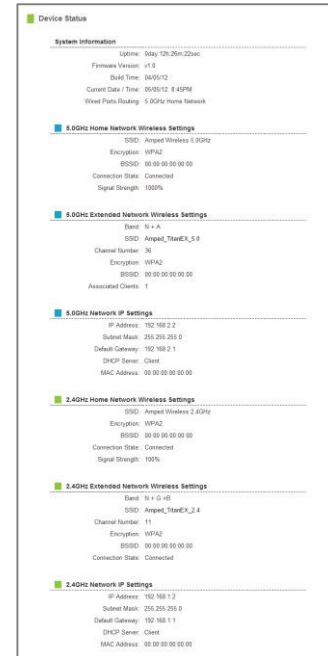 Device Status
System Information
Uptime: 0day:12h:26m:22sec
Firmware Version: v1.0
Build Time: 04/05/12
Current Date / Time: 05/05/12 8:45PM
Wired Ports Routing: 5.0GHz Home Network
5.0GHz Home Network Wireless Settings
SSID: Amped Wireless 5.0GHz
Encryption: WPA2
BSSID: 00:00:00:00:00:00
Connection State: Connected
Signal Strength: 1000%
5.0GHz Extended Network Wireless Settings
Band: N + A
SSID: Amped_TitanEX_5.0
Channel Number: 36
Encryption: WPA2
BSSID: 00:00:00:00:00:00
Associated Clients: 1
5.0GHz Network IP Settings
IP Address: 192.168.2.2
Subnet Mask: 255.255.255.0
Default Gateway: 192.168.2.1
DHCP Server: Client
MAC Address: 00:00:00:00:00:00
2.4GHz Home Network Wireless Settings
SSID: Amped Wireless 2.4GHz
Encryption: WPA2
BSSID: 00:00:00:00:00:00
Connection State: Connected
Signal Strength: 100%
2.4GHz Extended Network Wireless Settings
Band: N + G +B
SSID: Amped_TitanEX_2.4
Channel Number: 11
Encryption: WPA2
BSSID: 00:00:00:00:00:00
Connection State: Connected
2.4GHz Network IP Settings
IP Address: 192.168.1.2
Subnet Mask: 255.255.255.0
Default Gateway: 192.168.1.1
DHCP Server: Client
MAC Address: 00:00:00:00:00:00